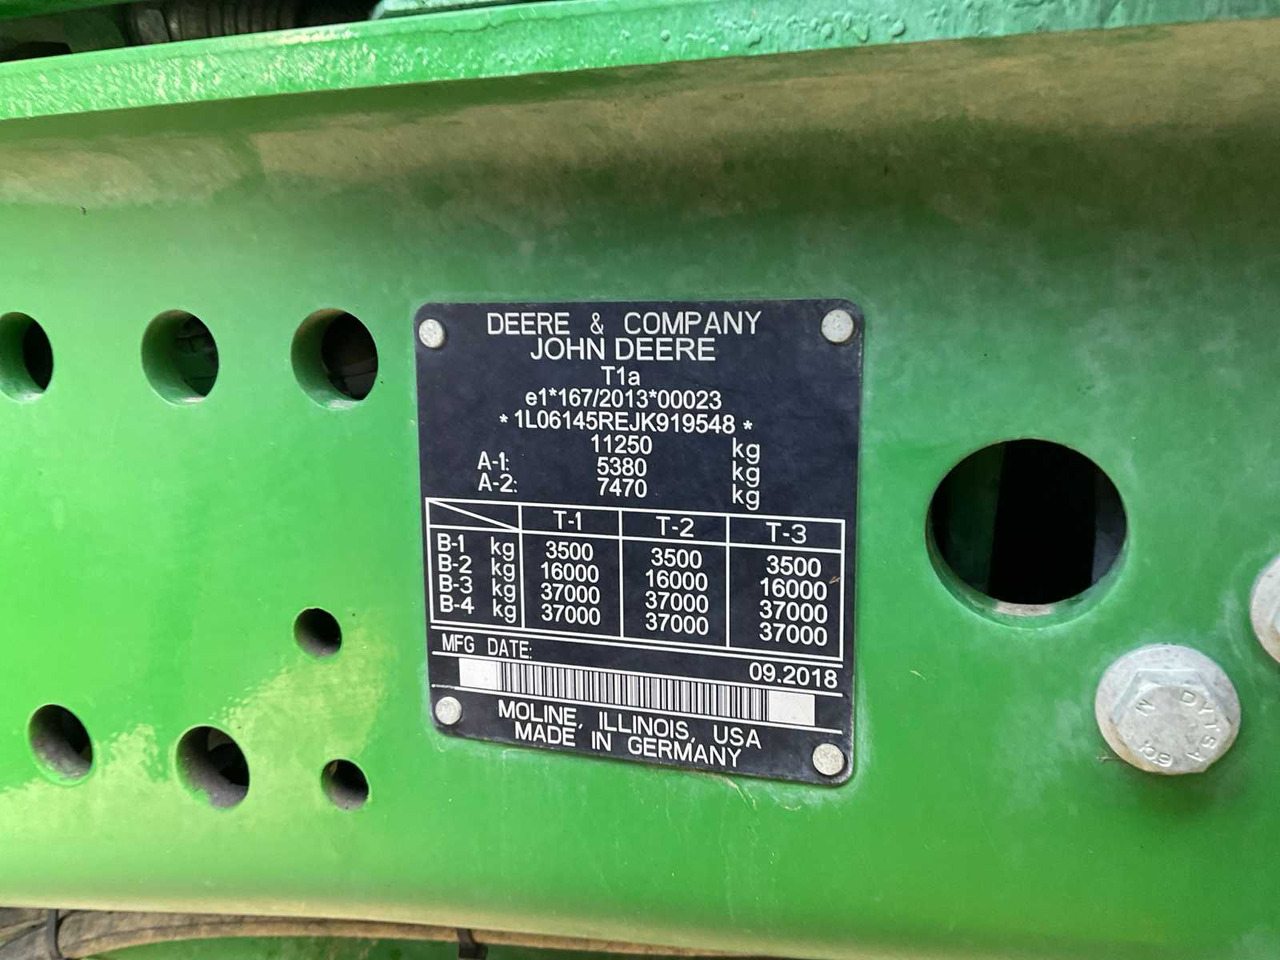 DEERE & COMPANY
JOHN DEERE
T1a
e1*167/2013*00023
*1L06145REJK919548*
11250 kg
A-1: 5380 kg
A-2: 7470 kg
T-1 T-2 T-3
B-1 kg 3500 3500 3500
B-2 kg 16000 16000 16000
B-3 kg 37000 37000 37000
B-4 kg 37000 37000 37000
MFG DATE: 09.2018
MOLINE, ILLINOIS, USA
MADE IN GERMANY